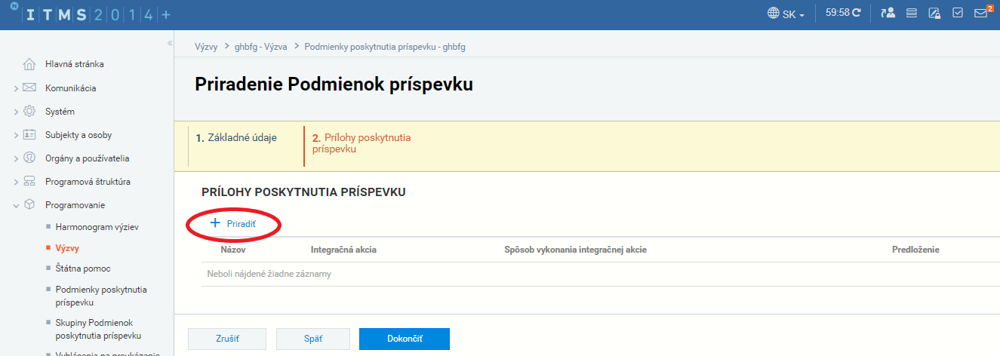 N
ITMS2014+
SK
59:58
2
Výzvy > ghbfg - Výzva > Podmienky poskytnutia príspevku - ghbfg
Priradenie Podmienok príspevku
Hlavná stránka
Komunikácia
Systém
Subjekty a osoby
Orgány a používatelia
Programová štruktúra
Programovanie
Harmonogram výziev
Výzvy
Štátna pomoc
Podmienky poskytnutia
príspevku
Skupiny Podmienok
poskytnutia príspevku
1. Základné údaje
2. Prílohy poskytnutia
príspevku
PRÍLOHY POSKYTNUTIA PRÍSPEVKU
+ Priradiť
Názov Integračná akcia Spôsob vykonania integračnej akcie Predloženie
Neboli nájdené žiadne záznamy
Zrušiť Späť Dokončiť